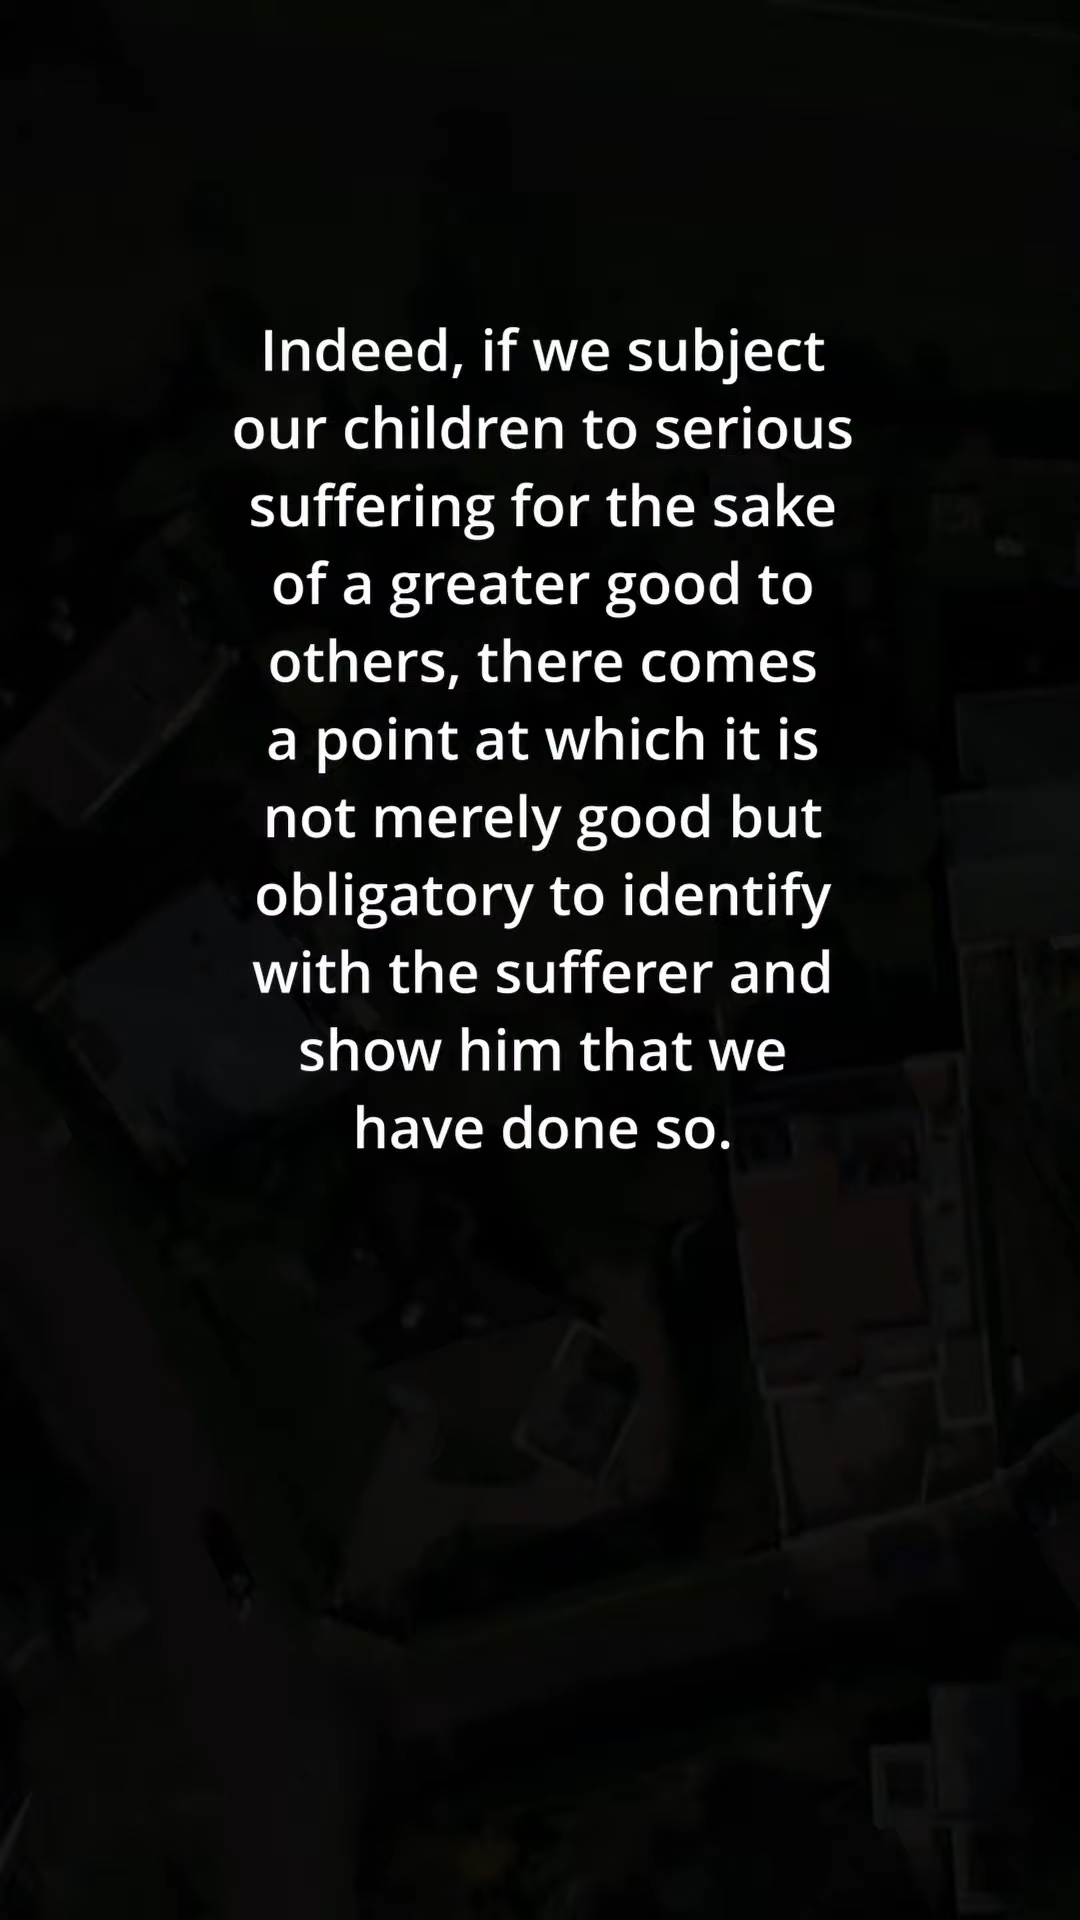 Indeed, if we subject
our children to serious
suffering for the sake
of a greater good to
others, there comes
a point at which it is
not merely good but
obligatory to identify
with the sufferer and
show him that we
have done so.